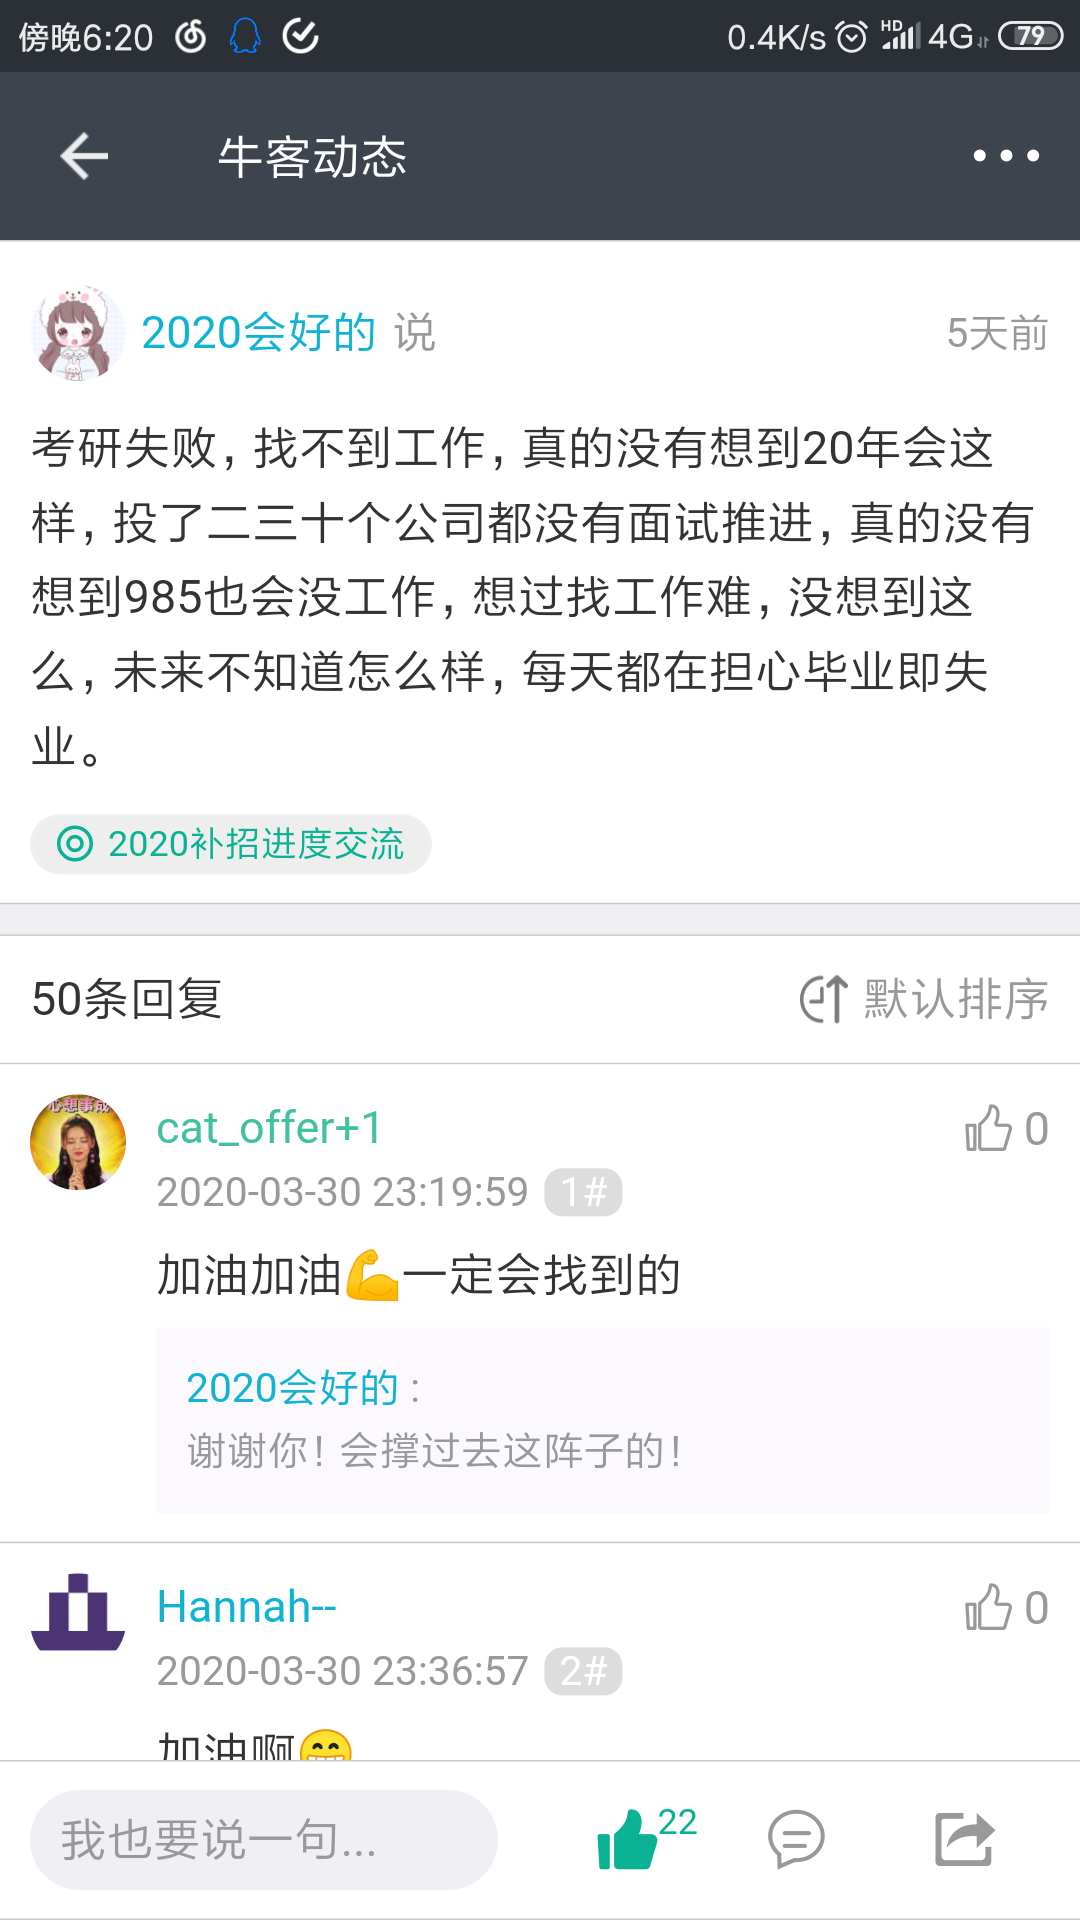 傍晚6:20
0.4K/s HD 4G 79
牛客动态
2020会好的 说
5天前
考研失败，找不到工作，真的没有想到20年会这
样，投了二三十个公司都没有面试推进，真的没有
想到985也会没工作，想过找工作难，没想到这
么，未来不知道怎么样，每天都在担心毕业即失
业。
2020补招进度交流
50条回复
默认排序
心想事成
cat_offer+1
0
2020-03-30 23:19:59 1#
加油加油💪一定会找到的
2020会好的 :
谢谢你！会撑过去这阵子的！
Hannah--
0
2020-03-30 23:36:57 2#
加油啊😁
我也要说一句...
22